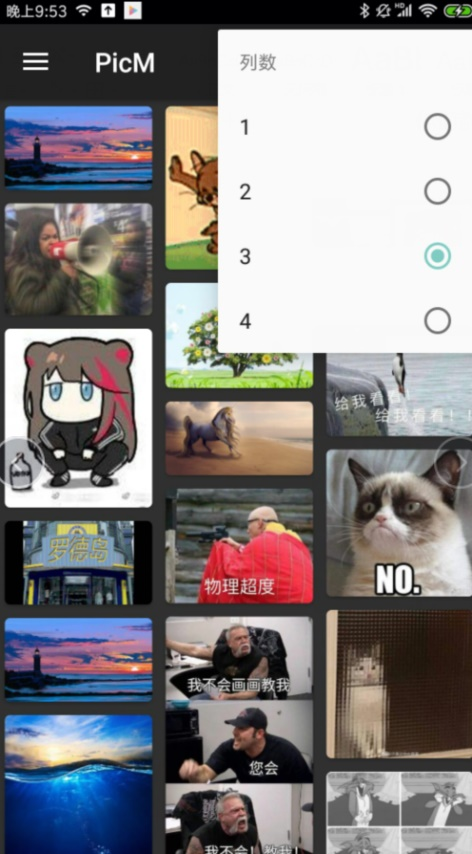 晚上9:53
HD
PicM
列数
1
2
3
4
给我看看！
给我看看！！
NO.
罗德岛
物理超度
我不会画画教我
您会
我不会！教我！